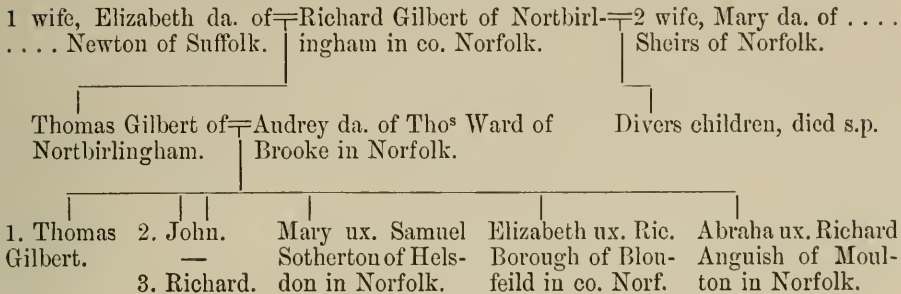 1 wife, Elizabeth da. of
. . . . Newton of Suffolk.
Richard Gilbert of Nortbirl-
ingham in co. Norfolk.
2 wife, Mary da. of . . . .
Sheirs of Norfolk.
Thomas Gilbert of
Nortbirlingham.
Audrey da. of Thoˢ Ward of
Brooke in Norfolk.
Divers children, died s.p.
1. Thomas
Gilbert.
2. John.
—
3. Richard.
Mary ux. Samuel
Sotherton of Hels-
don in Norfolk.
Elizabeth ux. Ric.
Borough of Blou-
feild in co. Norf.
Abraha ux. Richard
Anguish of Moul-
ton in Norfolk.